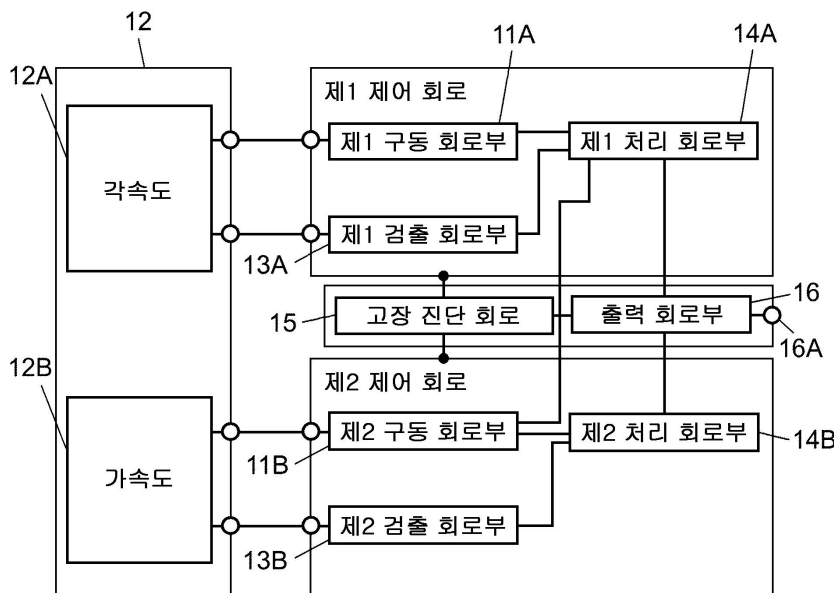 12
11A
14A
12A
제1 제어 회로
제1 구동 회로부
제1 처리 회로부
각속도
제1 검출 회로부
13A
16
15
고장 진단 회로
출력 회로부
16A
12B
제2 제어 회로
제2 구동 회로부
제2 처리 회로부
11B
14B
가속도
제2 검출 회로부
13B